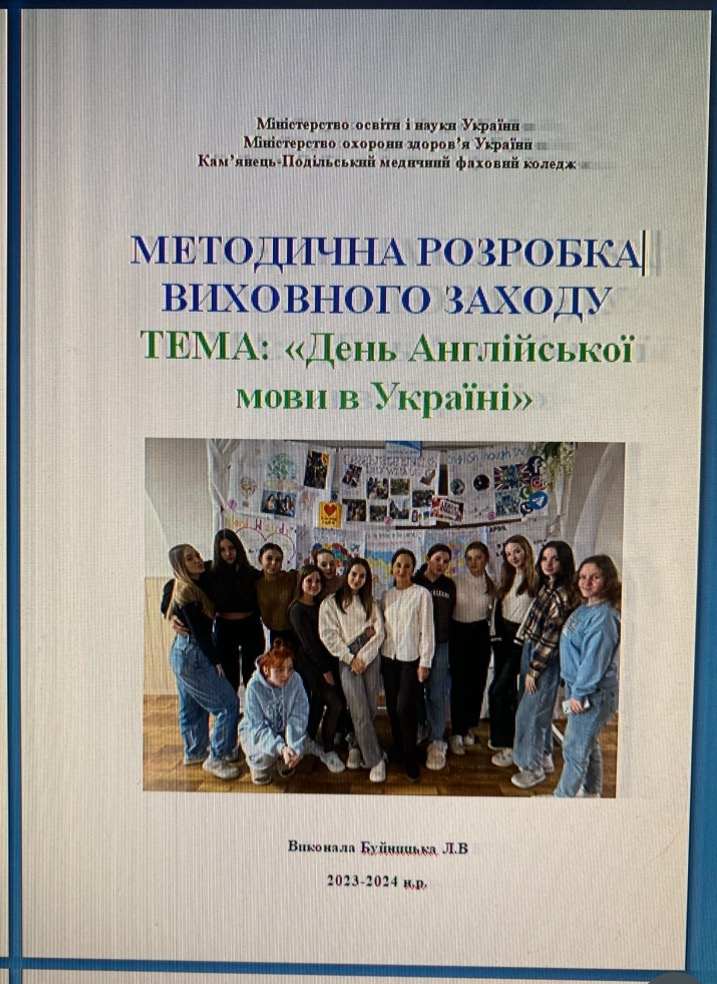 Міністерство освіти і науки України
Міністерство охорони здоров’я України
Кам’янець-Подільський медичний фаховий коледж
МЕТОДИЧНА РОЗРОБКА
ВИХОВНОГО ЗАХОДУ
ТЕМА: «День Англійської
мови в Україні»
Виконала Буйницька Л.В
2023-2024 н.р.